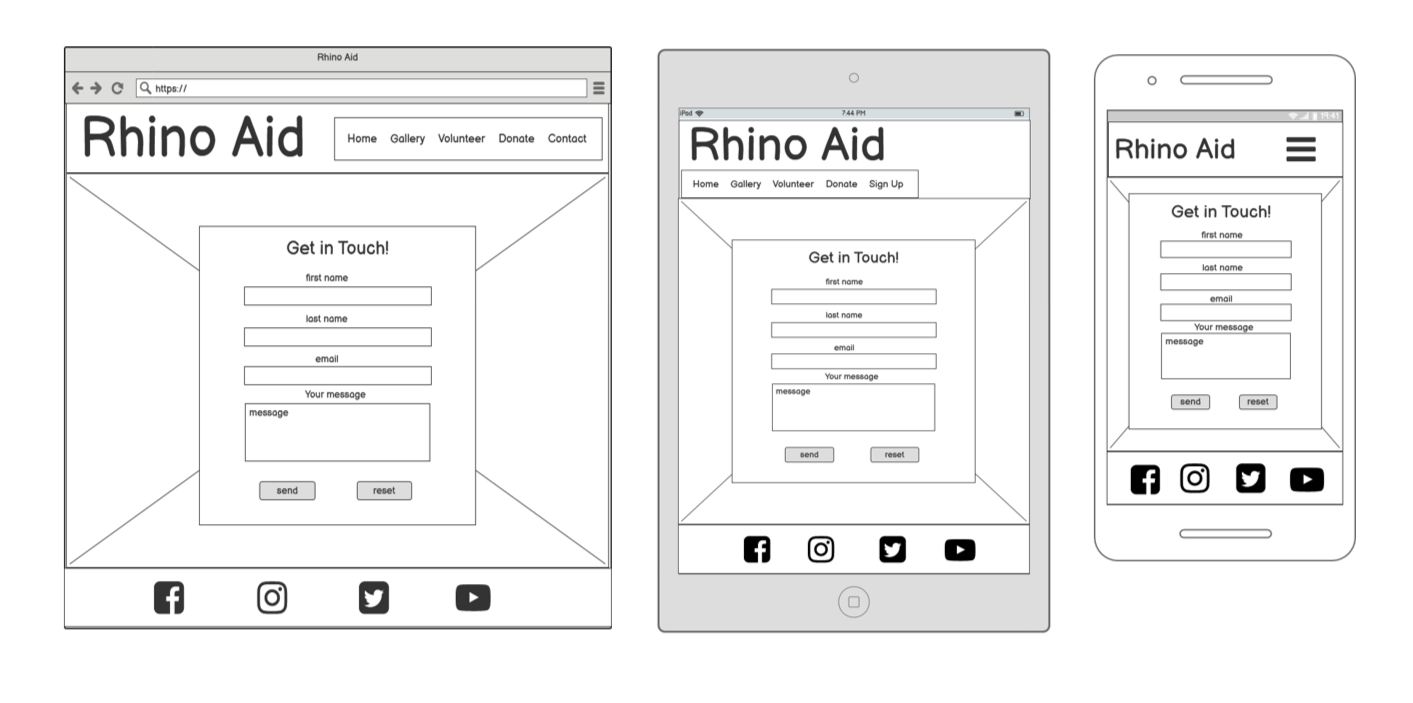 Rhino Aid
https://
Rhino Aid
Home Gallery Volunteer Donate Contact
Get in Touch!
first name
last name
email
Your message
message
send reset
iPod 7:44 PM
Rhino Aid
Home Gallery Volunteer Donate Sign Up
Get in Touch!
first name
last name
email
Your message
message
send reset
19:41
Rhino Aid
Get in Touch!
first name
last name
email
Your message
message
send reset